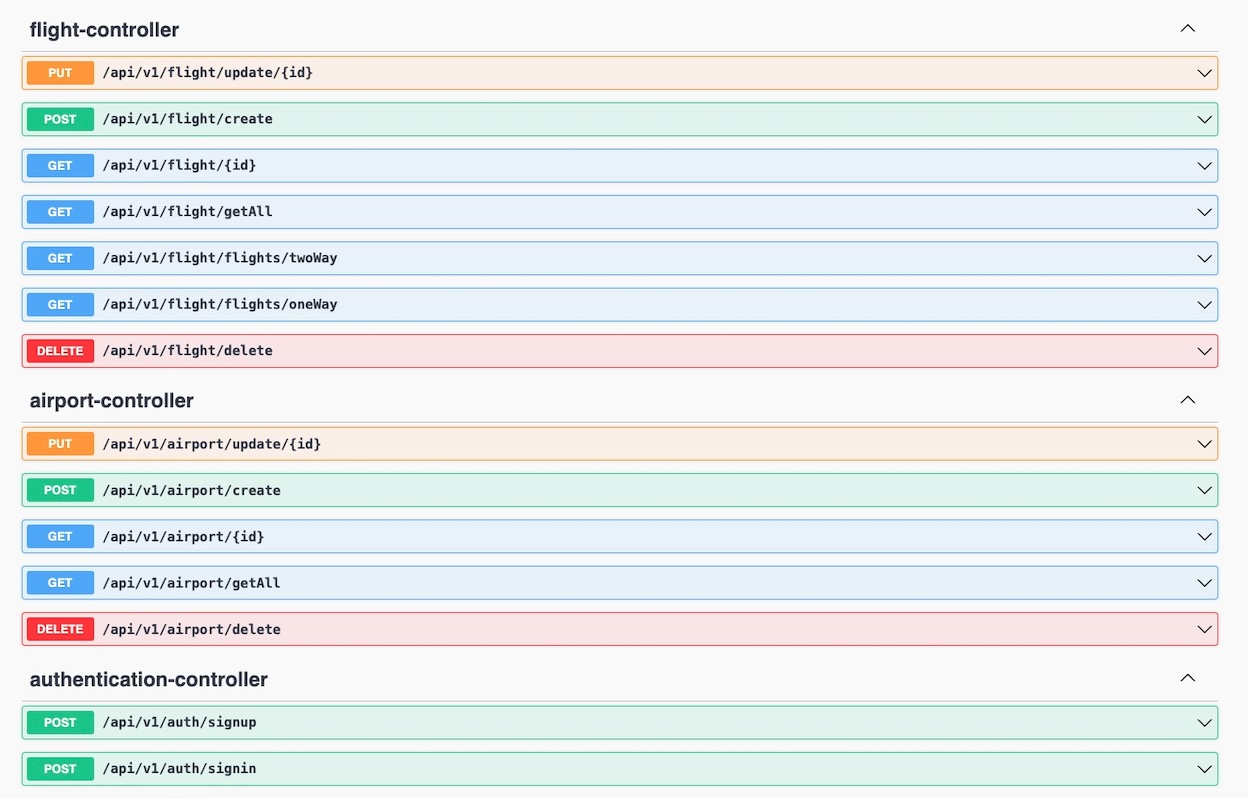 flight-controller
PUT /api/v1/flight/update/{id}
POST /api/v1/flight/create
GET /api/v1/flight/{id}
GET /api/v1/flight/getAll
GET /api/v1/flight/flights/twoWay
GET /api/v1/flight/flights/oneWay
DELETE /api/v1/flight/delete
airport-controller
PUT /api/v1/airport/update/{id}
POST /api/v1/airport/create
GET /api/v1/airport/{id}
GET /api/v1/airport/getAll
DELETE /api/v1/airport/delete
authentication-controller
POST /api/v1/auth/signup
POST /api/v1/auth/signin